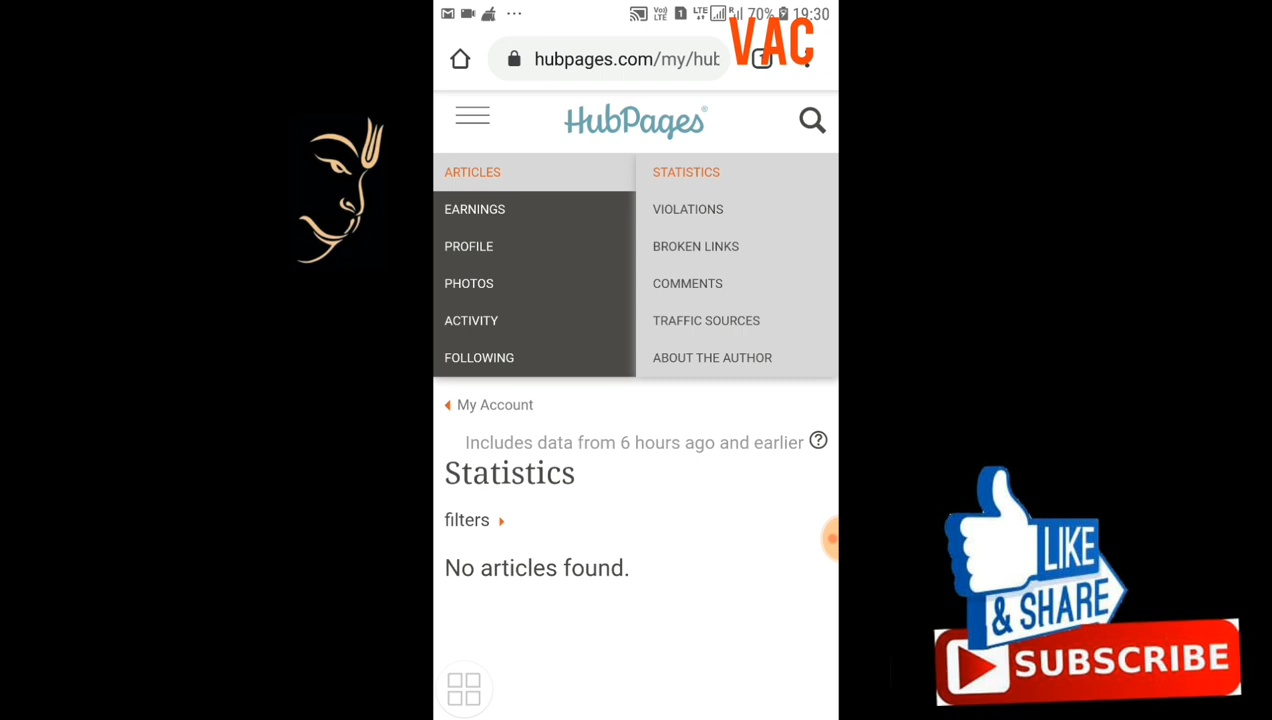 70% 19:30
VAC
hubpages.com/my/hub
HubPages
ARTICLES
EARNINGS
PROFILE
PHOTOS
ACTIVITY
FOLLOWING
STATISTICS
VIOLATIONS
BROKEN LINKS
COMMENTS
TRAFFIC SOURCES
ABOUT THE AUTHOR
My Account
Includes data from 6 hours ago and earlier ?
Statistics
filters
No articles found.
LIKE
& SHARE
SUBSCRIBE